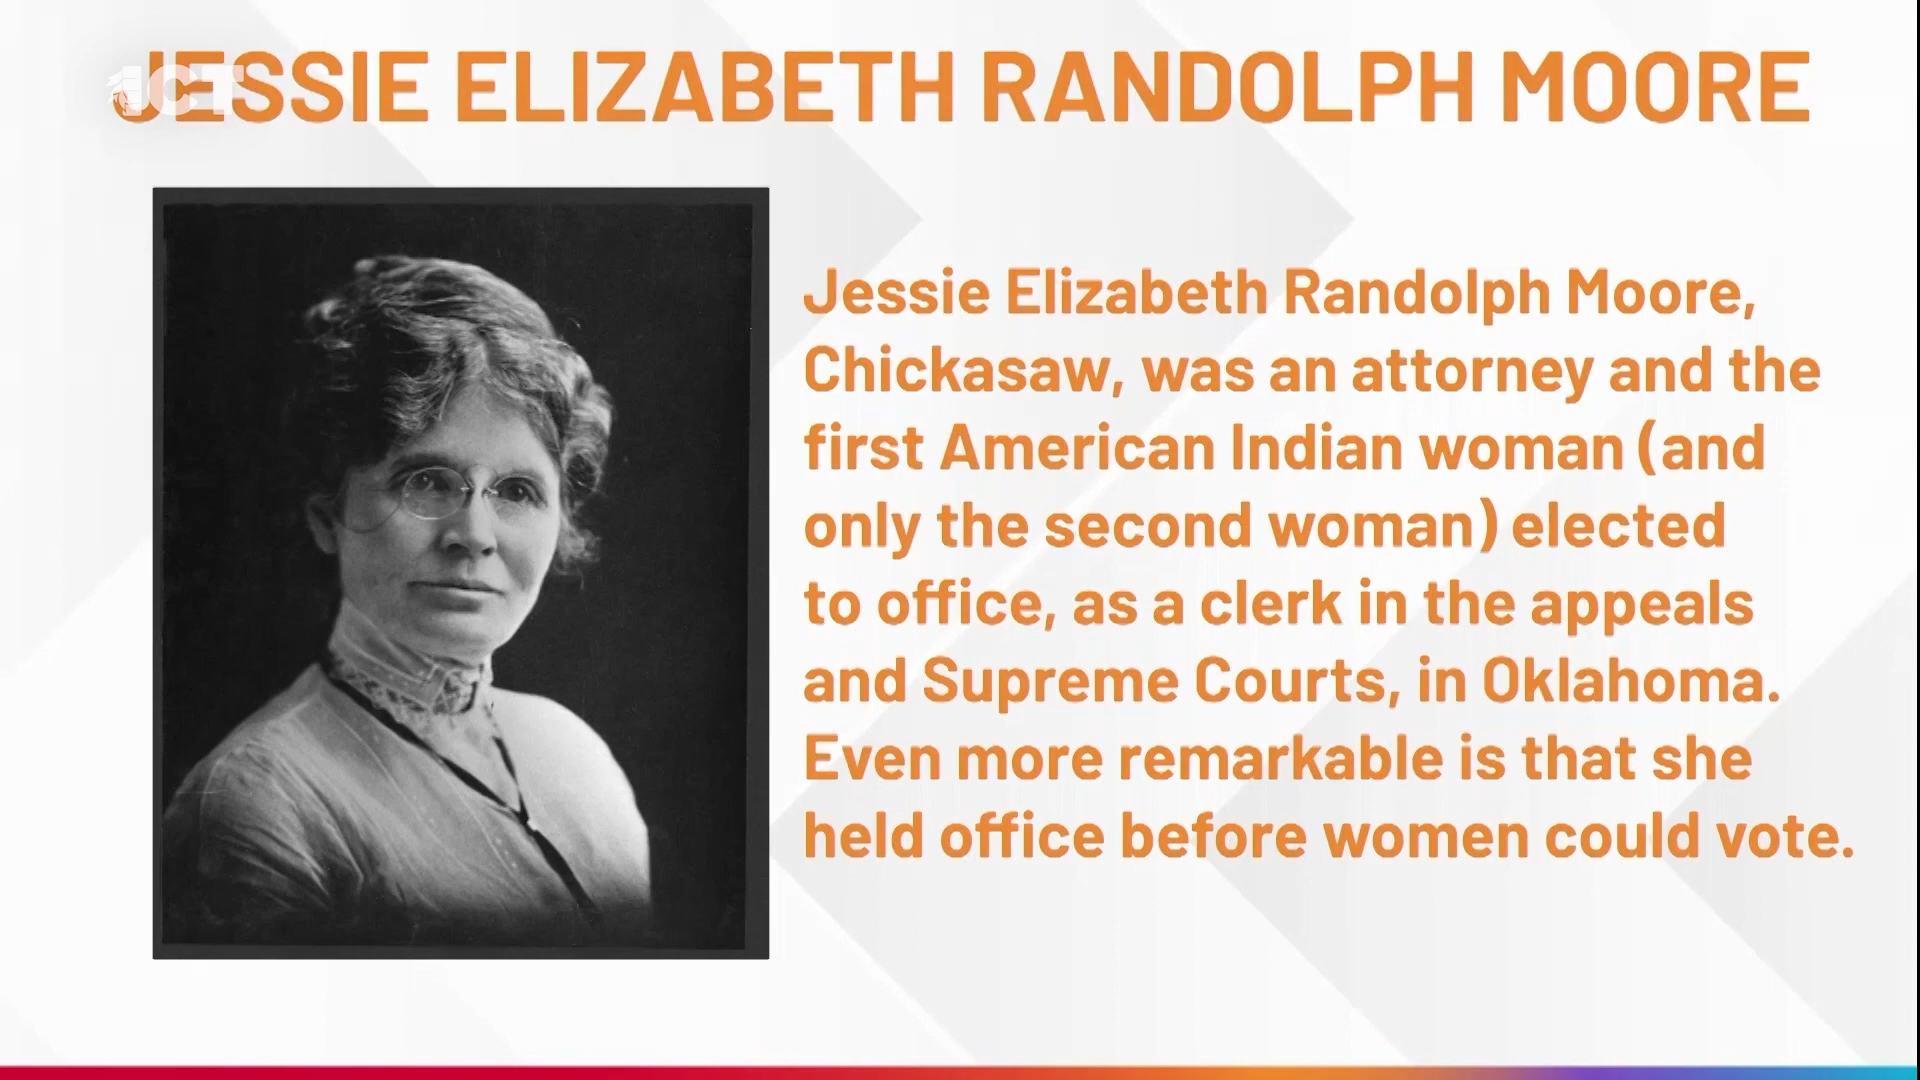 JESSIE ELIZABETH RANDOLPH MOORE
ICT
Jessie Elizabeth Randolph Moore,
Chickasaw, was an attorney and the
first American Indian woman (and
only the second woman) elected
to office, as a clerk in the appeals
and Supreme Courts, in Oklahoma.
Even more remarkable is that she
held office before women could vote.